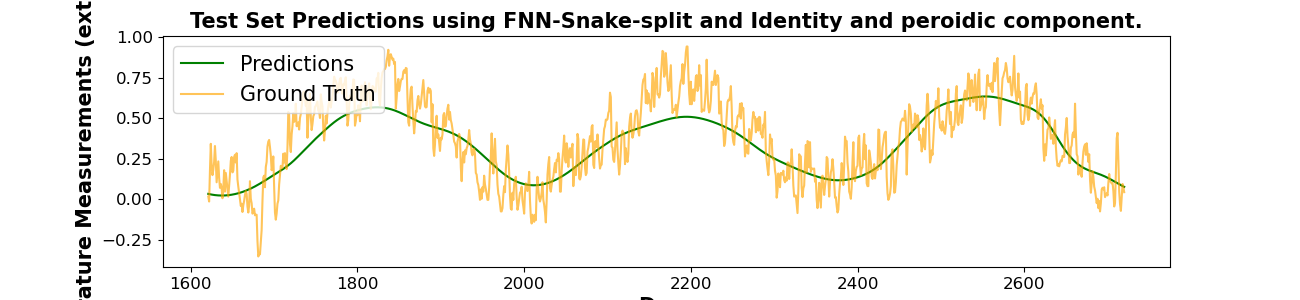 Test Set Predictions using FNN-Snake-split and Identity and peroidic component.
Measurements
Predictions
Ground Truth
1.00
0.75
0.50
0.25
0.00
−0.25
1600 1800 2000 2200 2400 2600